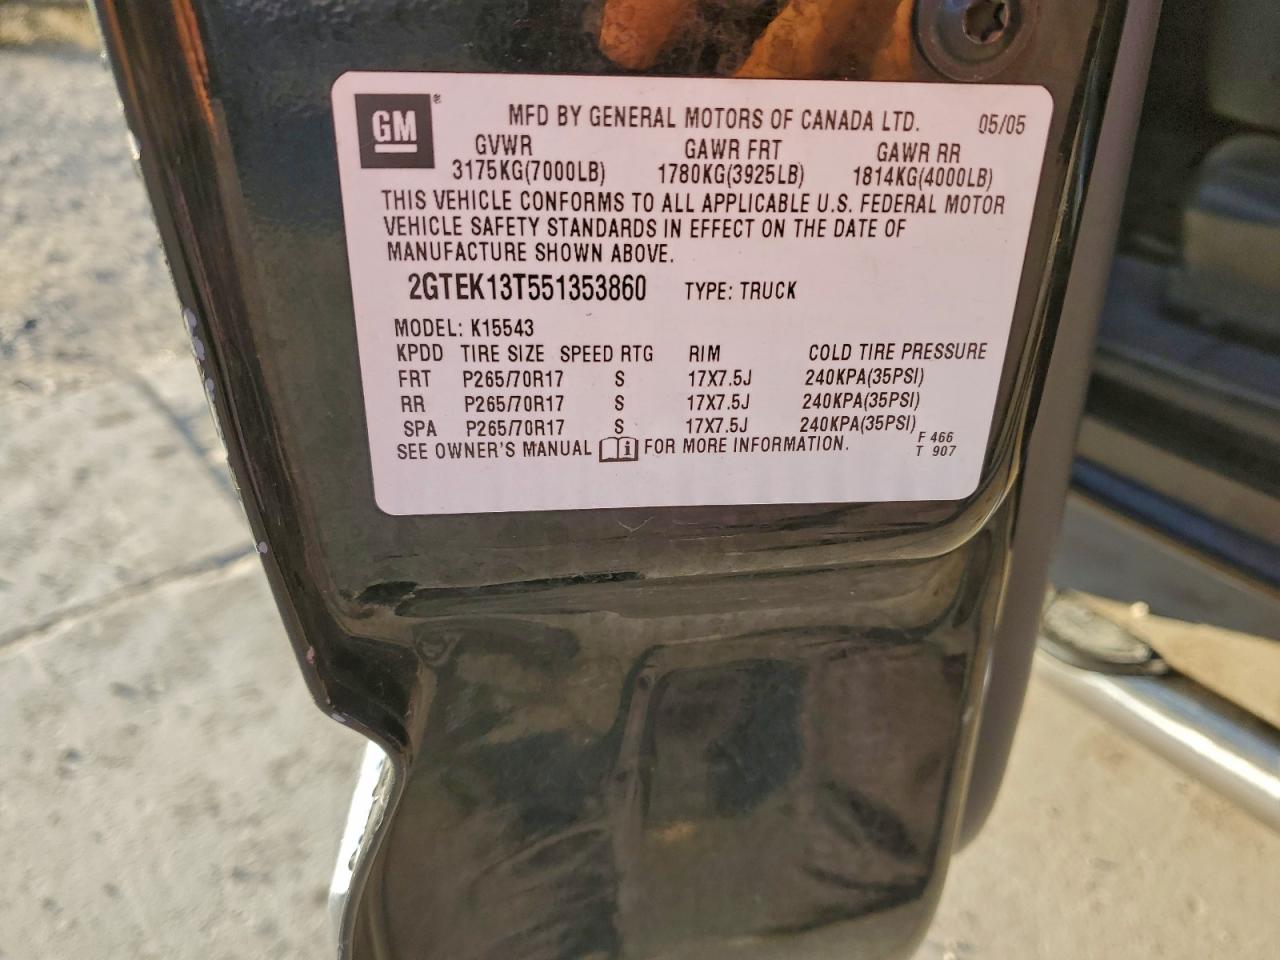 GM ®
MFD BY GENERAL MOTORS OF CANADA LTD. 05/05
GVWR GAWR FRT GAWR RR
3175KG(7000LB) 1780KG(3925LB) 1814KG(4000LB)
THIS VEHICLE CONFORMS TO ALL APPLICABLE U.S. FEDERAL MOTOR
VEHICLE SAFETY STANDARDS IN EFFECT ON THE DATE OF
MANUFACTURE SHOWN ABOVE.
2GTEK13T551353860 TYPE: TRUCK
MODEL: K15543
KPDD TIRE SIZE SPEED RTG RIM COLD TIRE PRESSURE
FRT P265/70R17 S 17X7.5J 240KPA(35PSI)
RR P265/70R17 S 17X7.5J 240KPA(35PSI)
SPA P265/70R17 S 17X7.5J 240KPA(35PSI)
SEE OWNER'S MANUAL i FOR MORE INFORMATION.
F 466
T 907